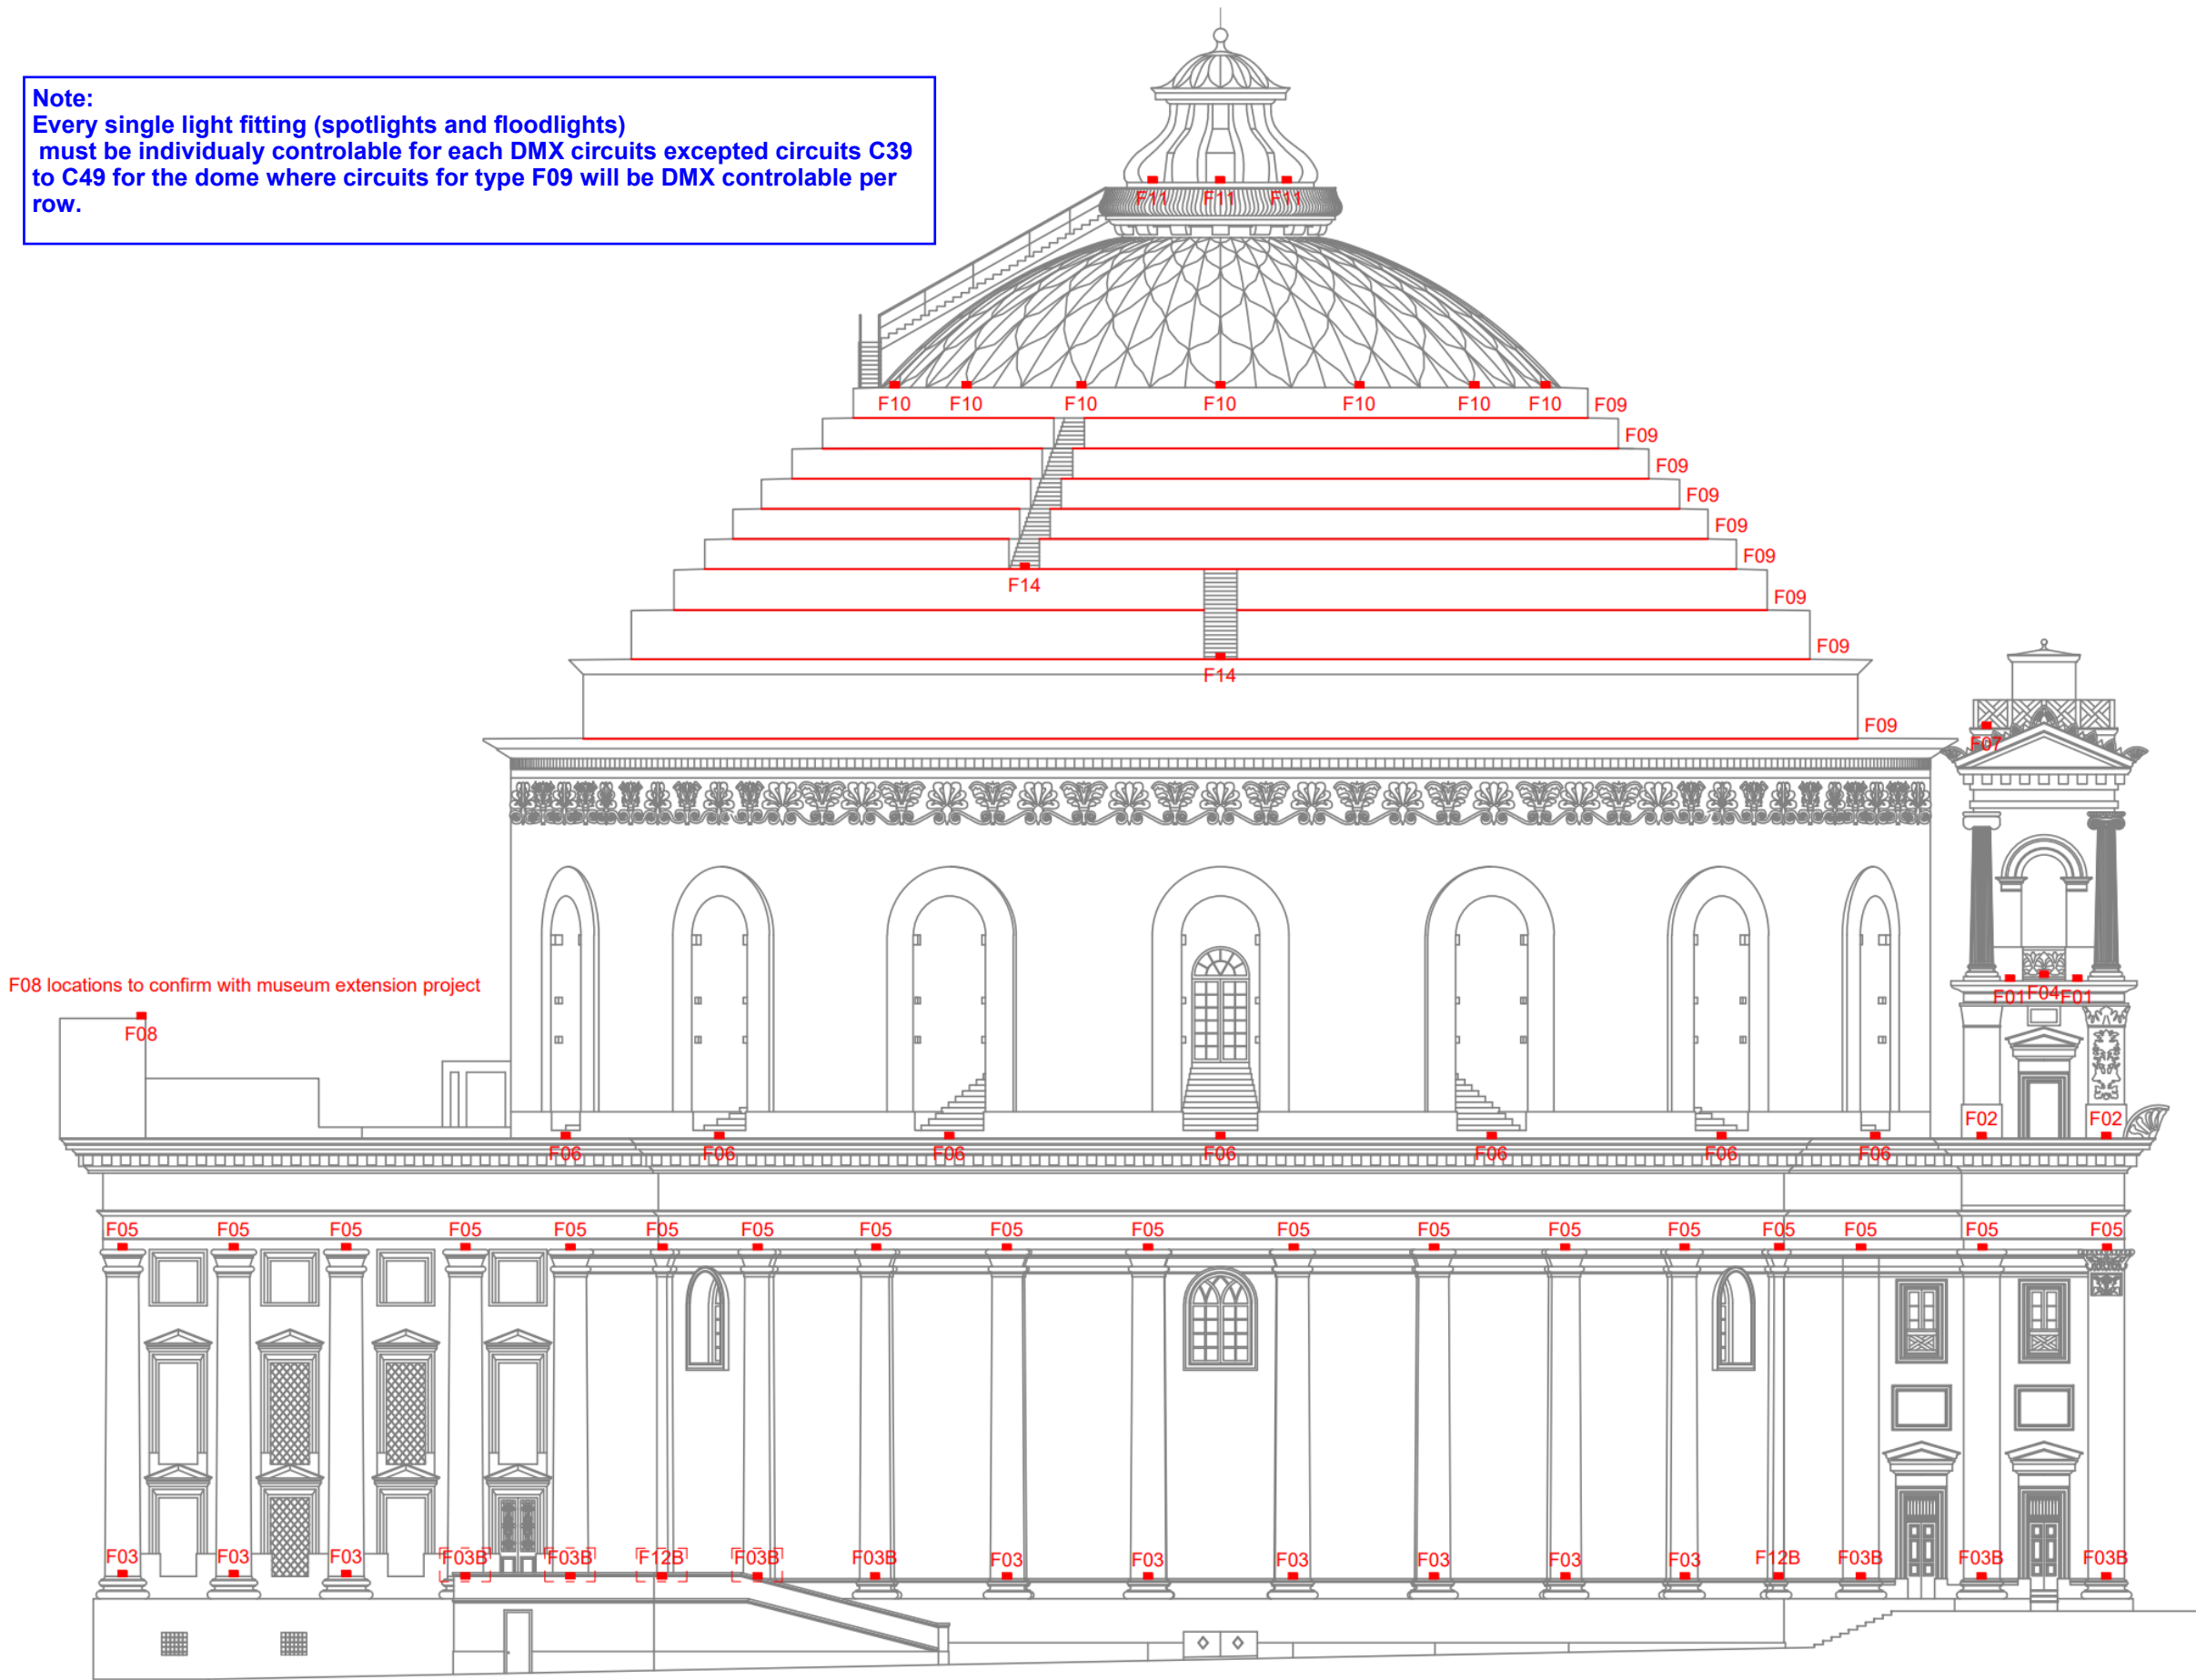 Note:
Every single light fitting (spotlights and floodlights)
must be individualy controlable for each DMX circuits excepted circuits C39
to C49 for the dome where circuits for type F09 will be DMX controlable per
row.
F11 F11 F11
F10 F10 F10 F10 F10 F10 F10 F09
F09
F09
F09
F09
F09
F14
F09
F09
F14
F09
F07
F08 locations to confirm with museum extension project
F01 F04 F01
F08
F02 F02
F06 F06 F06 F06 F06 F06 F06
F05 F05 F05 F05 F05 F05 F05 F05 F05 F05 F05 F05 F05 F05 F05 F05 F05 F05
F03 F03 F03 F03B F03B F12B F03B F03B F03 F03 F03 F03 F03 F03 F12B F03B F03B F03B